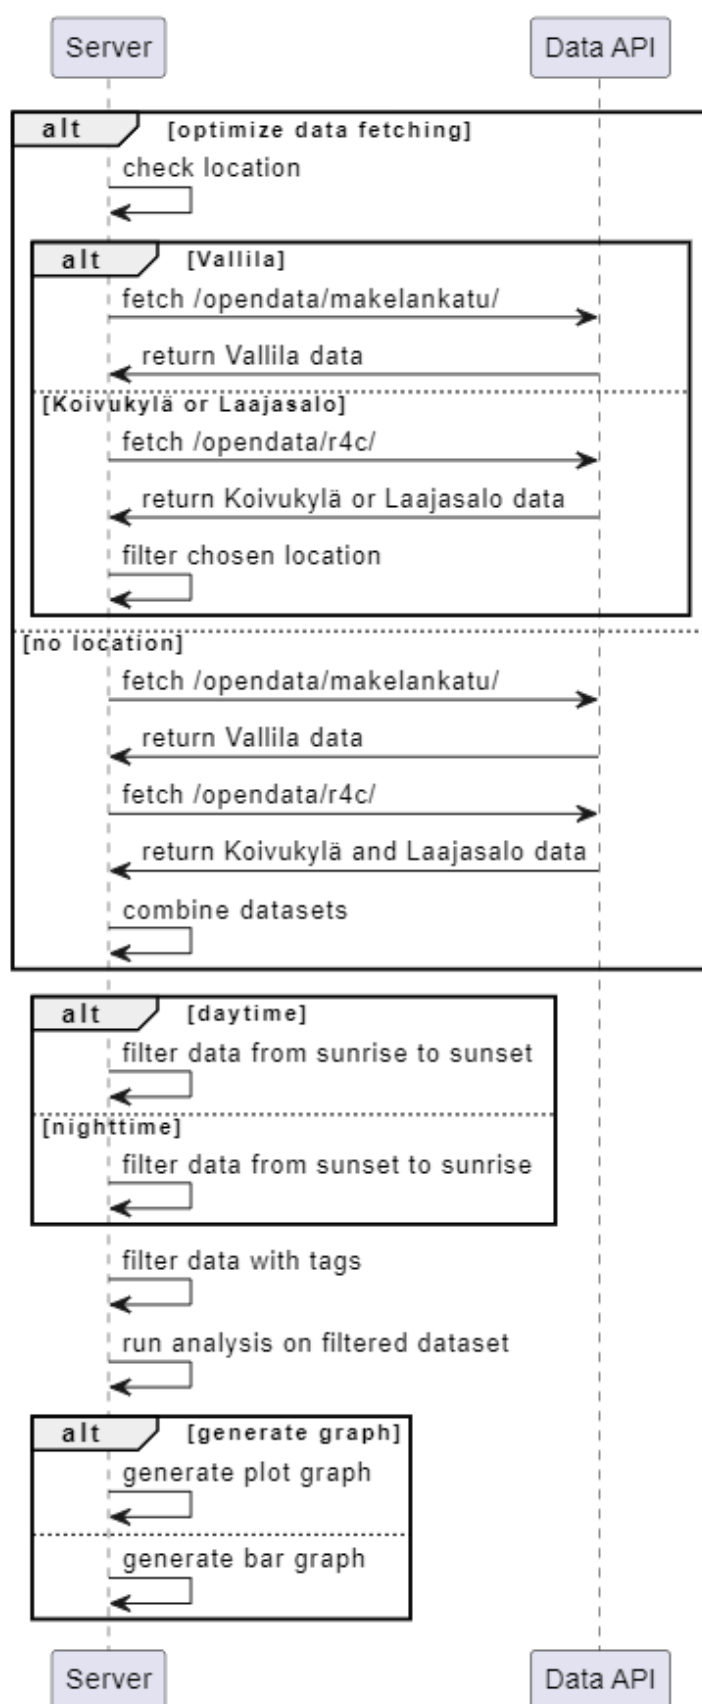 Server Data API
alt [optimize data fetching]
check location
alt [Vallila]
fetch /opendata/makelankatu/
return Vallila data
[Koivukylä or Laajasalo]
fetch /opendata/r4c/
return Koivukylä or Laajasalo data
filter chosen location
[no location]
fetch /opendata/makelankatu/
return Vallila data
fetch /opendata/r4c/
return Koivukylä and Laajasalo data
combine datasets
alt [daytime]
filter data from sunrise to sunset
[nighttime]
filter data from sunset to sunrise
filter data with tags
run analysis on filtered dataset
alt [generate graph]
generate plot graph
generate bar graph
Server Data API